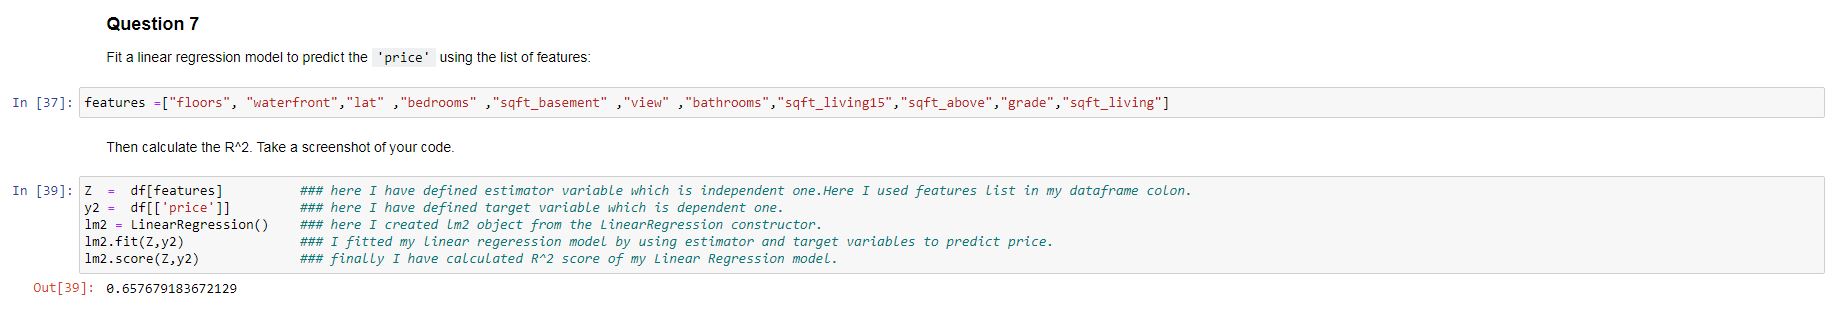 Question 7
Fit a linear regression model to predict the 'price' using the list of features:
In [37]: features =["floors", "waterfront","lat" ,"bedrooms" ,"sqft_basement" ,"view" ,"bathrooms","sqft_living15","sqft_above","grade","sqft_living"]
Then calculate the R^2. Take a screenshot of your code.
In [39]: Z = df[features] ### here I have defined estimator variable which is independent one.Here I used features list in my dataframe colon.
y2 = df[['price']] ### here I have defined target variable which is dependent one.
lm2 = LinearRegression() ### here I created lm2 object from the LinearRegression constructor.
lm2.fit(Z,y2) ### I fitted my linear regeression model by using estimator and target variables to predict price.
lm2.score(Z,y2) ### finally I have calculated R^2 score of my Linear Regression model.
Out[39]: 0.657679183672129